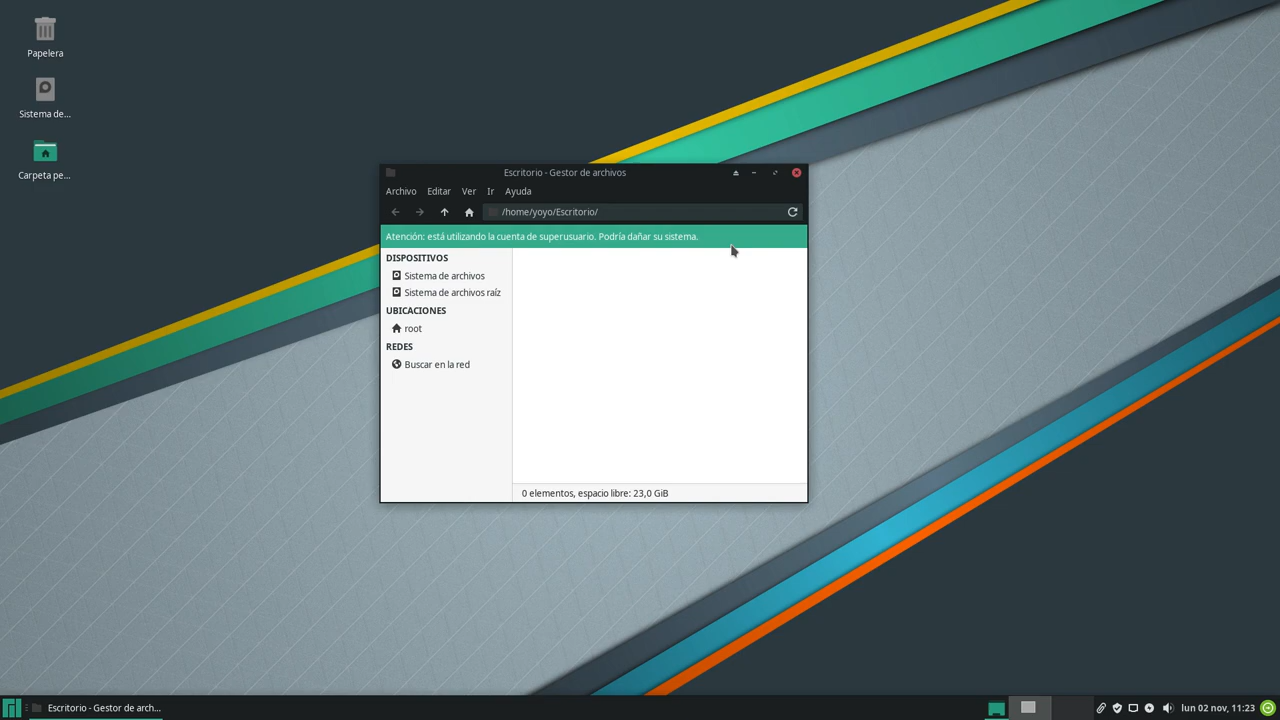 Papelera
Sistema de...
Carpeta pe...
Escritorio - Gestor de archivos
Archivo Editar Ver Ir Ayuda
/home/yoyo/Escritorio/
Atención: está utilizando la cuenta de superusuario. Podría dañar su sistema.
DISPOSITIVOS
Sistema de archivos
Sistema de archivos raíz
UBICACIONES
root
REDES
Buscar en la red
0 elementos, espacio libre: 23,0 GiB
Escritorio - Gestor de arch...
lun 02 nov, 11:23